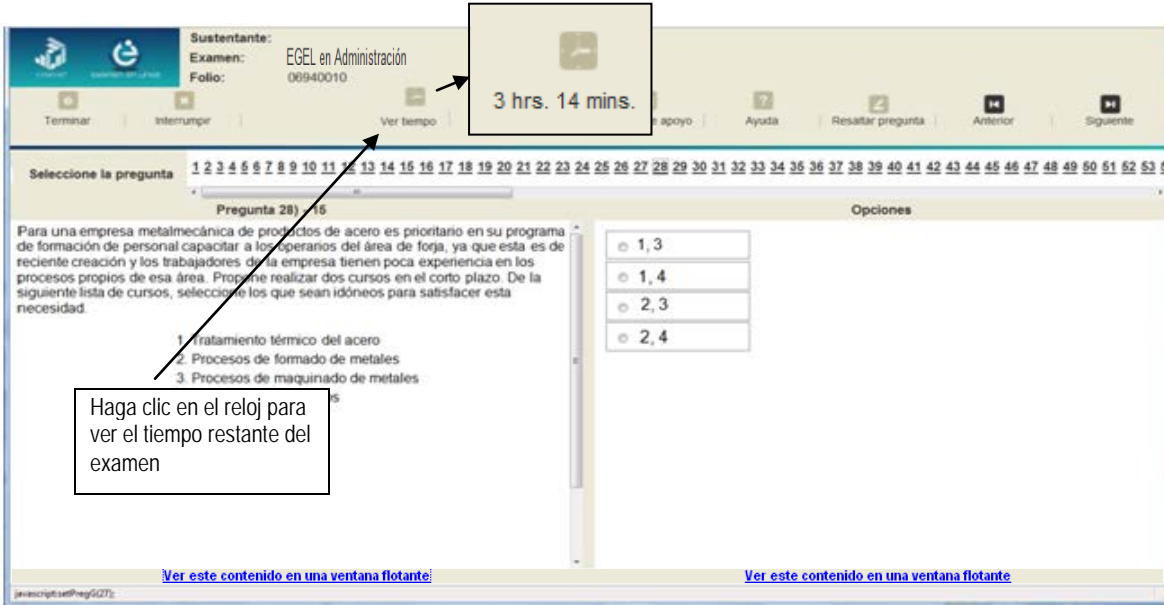 Sustentante:
Examen: EGEL en Administración
Folio: 06940010
3 hrs. 14 mins.
Terminar Interrumpir Ver tiempo apoyo Ayuda Resaltar pregunta Anterior Siguiente
Seleccione la pregunta 1 2 3 4 5 6 7 8 9 10 11 12 13 14 15 16 17 18 19 20 21 22 23 24 25 26 27 28 29 30 31 32 33 34 35 36 37 38 39 40 41 42 43 44 45 46 47 48 49 50 51 52 53
Pregunta 28) - 15
Opciones
Para una empresa metalmecánica de productos de acero es prioritario en su programa
de formación de personal capacitar a los operarios del área de forja, ya que esta es de
reciente creación y los trabajadores de la empresa tienen poca experiencia en los
procesos propios de esa área. Propone realizar dos cursos en el corto plazo. De la
siguiente lista de cursos, seleccione los que sean idóneos para satisfacer esta
necesidad.
1. Tratamiento térmico del acero
2. Procesos de formado de metales
3. Procesos de maquinado de metales
Haga clic en el reloj para
ver el tiempo restante del
examen
1, 3
1, 4
2, 3
2, 4
Ver este contenido en una ventana flotante
Ver este contenido en una ventana flotante
javascript:setPregG(27);